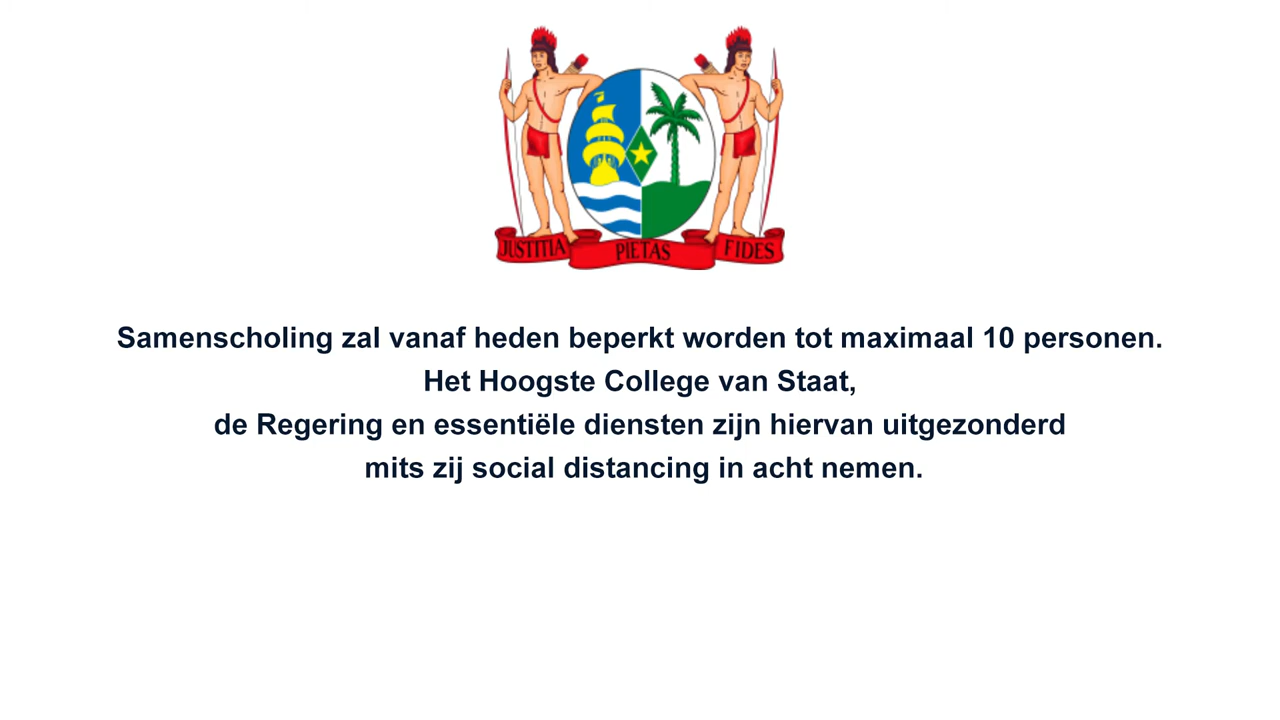 JUSTITIA PIETAS FIDES
Samenscholing zal vanaf heden beperkt worden tot maximaal 10 personen.
Het Hoogste College van Staat,
de Regering en essentiële diensten zijn hiervan uitgezonderd
mits zij social distancing in acht nemen.